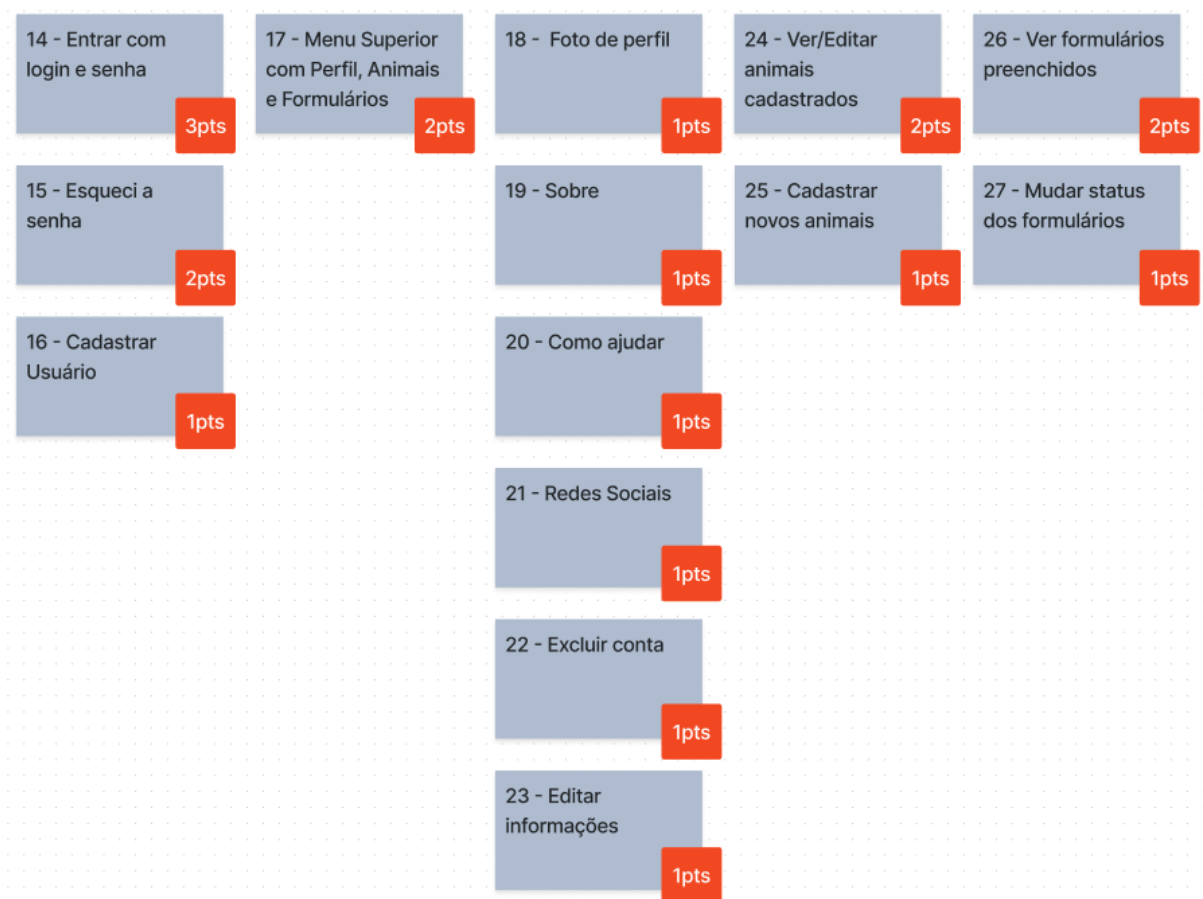 14 - Entrar com
login e senha
3pts
17 - Menu Superior
com Perfil, Animais
e Formulários
2pts
18 - Foto de perfil
1pts
24 - Ver/Editar
animais
cadastrados
2pts
26 - Ver formulários
preenchidos
2pts
15 - Esqueci a
senha
2pts
19 - Sobre
1pts
25 - Cadastrar
novos animais
1pts
27 - Mudar status
dos formulários
1pts
16 - Cadastrar
Usuário
1pts
20 - Como ajudar
1pts
21 - Redes Sociais
1pts
22 - Excluir conta
1pts
23 - Editar
informações
1pts